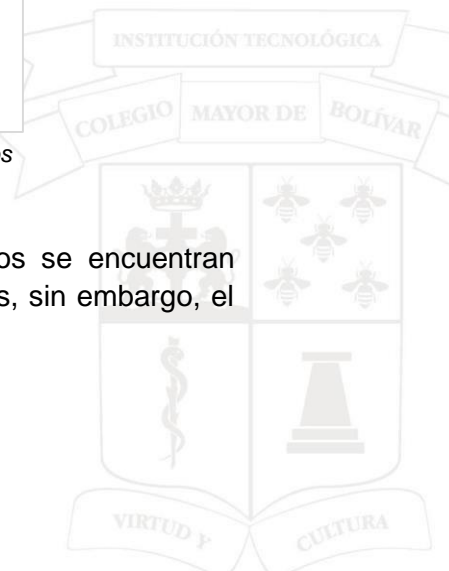 INSTITUCIÓN TECNOLÓGICA
COLEGIO MAYOR DE BOLÍVAR
os se encuentran
s, sin embargo, el
VIRTUD Y CULTURA